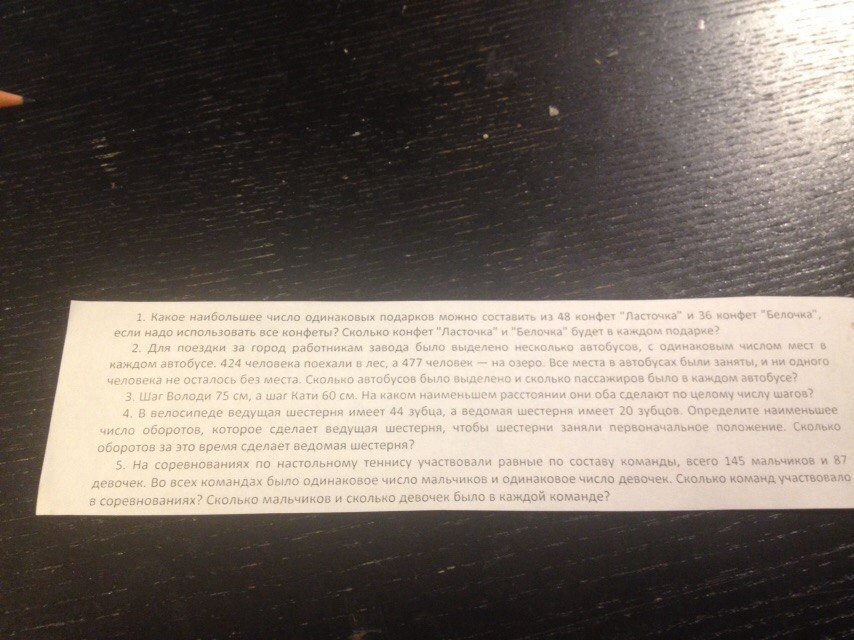 1. Какое наибольшее число одинаковых подарков можно составить из 48 конфет "Ласточка" и 36 конфет "Белочка",
если надо использовать все конфеты? Сколько конфет "Ласточка" и "Белочка" будет в каждом подарке?
2. Для поездки за город работникам завода было выделено несколько автобусов, с одинаковым числом мест в
каждом автобусе. 424 человека поехали в лес, а 477 человек — на озеро. Все места в автобусах были заняты, и ни одного
человека не осталось без места. Сколько автобусов было выделено и сколько пассажиров было в каждом автобусе?
3. Шаг Володи 75 см, а шаг Кати 60 см. На каком наименьшем расстоянии они оба сделают по целому числу шагов?
4. В велосипеде ведущая шестерня имеет 44 зубца, а ведомая шестерня имеет 20 зубцов. Определите наименьшее
число оборотов, которое сделает ведущая шестерня, чтобы шестерни заняли первоначальное положение. Сколько
оборотов за это время сделает ведомая шестерня?
5. На соревнованиях по настольному теннису участвовали равные по составу команды, всего 145 мальчиков и 87
девочек. Во всех командах было одинаковое число мальчиков и одинаковое число девочек. Сколько команд участвовало
в соревнованиях? Сколько мальчиков и сколько девочек было в каждой команде?